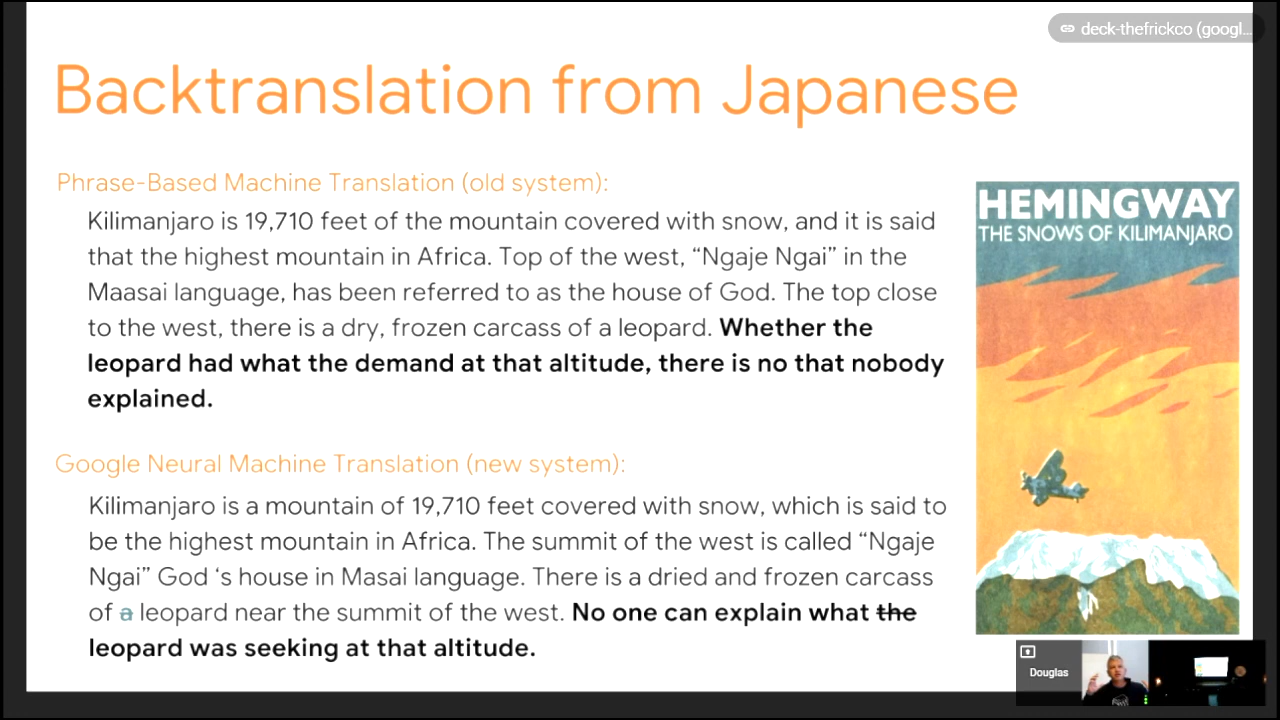 deck-thefrickco (googl...
Backtranslation from Japanese
Phrase-Based Machine Translation (old system):
Kilimanjaro is 19,710 feet of the mountain covered with snow, and it is said
that the highest mountain in Africa. Top of the west, “Ngaje Ngai” in the
Maasai language, has been referred to as the house of God. The top close
to the west, there is a dry, frozen carcass of a leopard. Whether the
leopard had what the demand at that altitude, there is no that nobody
explained.
Google Neural Machine Translation (new system):
Kilimanjaro is a mountain of 19,710 feet covered with snow, which is said to
be the highest mountain in Africa. The summit of the west is called “Ngaje
Ngai” God ‘s house in Masai language. There is a dried and frozen carcass
of a leopard near the summit of the west. No one can explain what the
leopard was seeking at that altitude.
HEMINGWAY
THE SNOWS OF KILIMANJARO
Douglas